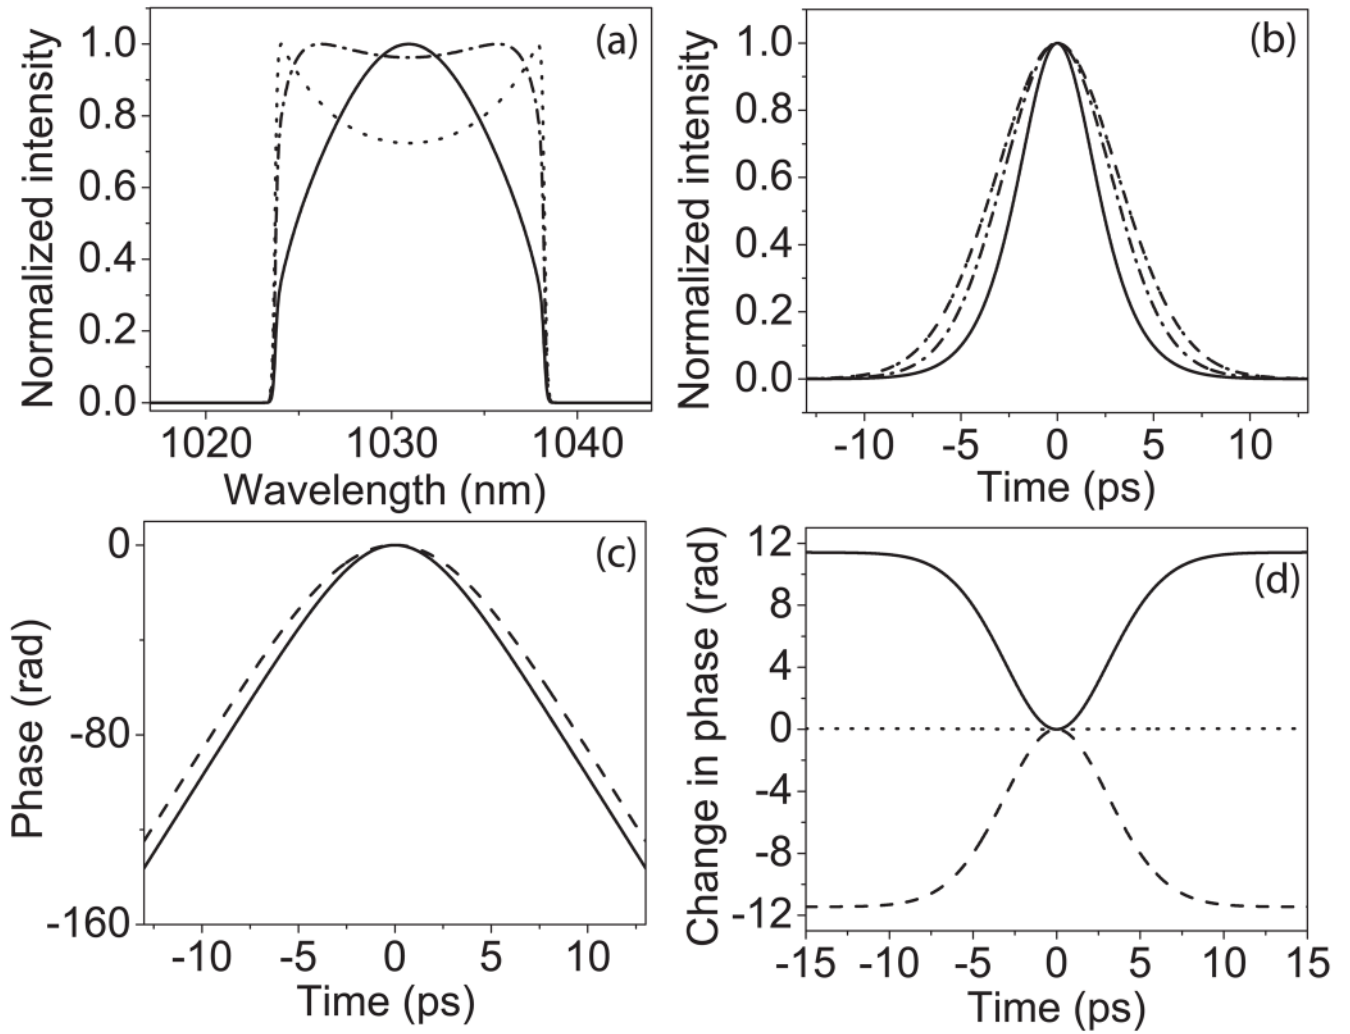 (a)
Normalized intensity
1.0
0.8
0.6
0.4
0.2
0.0
1020 1030 1040
Wavelength (nm)
(b)
Normalized intensity
1.0
0.8
0.6
0.4
0.2
0.0
-10 -5 0 5 10
Time (ps)
(c)
Phase (rad)
0
-80
-160
-10 -5 0 5 10
Time (ps)
(d)
Change in phase (rad)
12
8
4
0
-4
-8
-12
-15 -10 -5 0 5 10 15
Time (ps)